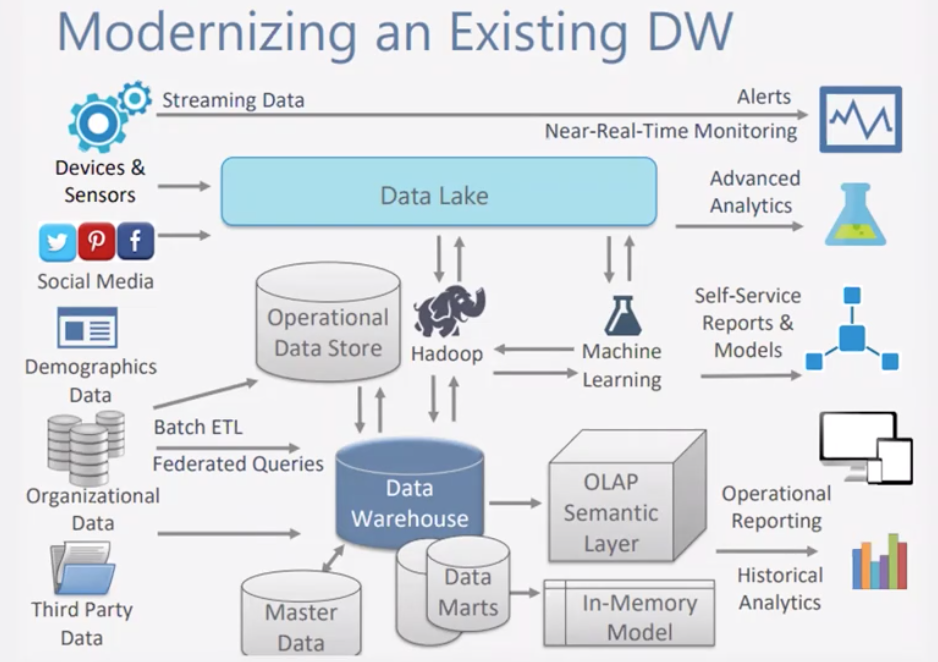 Modernizing an Existing DW
Streaming Data
Alerts
Near-Real-Time Monitoring
Devices &
Sensors
Data Lake
Advanced
Analytics
Social Media
Operational
Data Store
Hadoop
Machine
Learning
Self-Service
Reports &
Models
Demographics
Data
Batch ETL
Federated Queries
Organizational
Data
Data
Warehouse
OLAP
Semantic
Layer
Operational
Reporting
Historical
Analytics
Third Party
Data
Master
Data
Data
Marts
In-Memory
Model